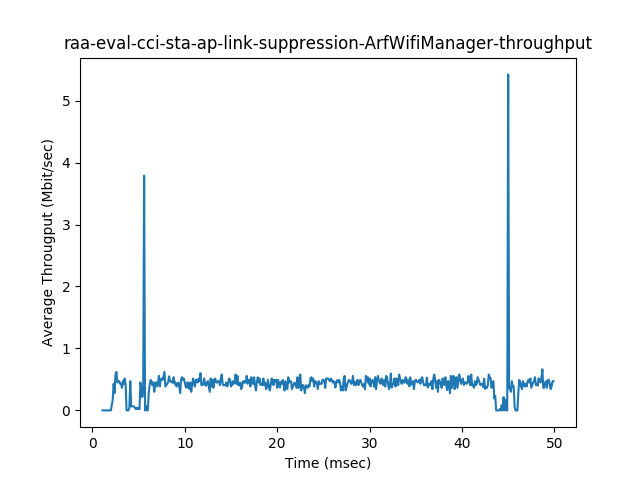 raa-eval-cci-sta-ap-link-suppression-ArfWifiManager-throughput
Average Througput (Mbit/sec)
5
4
3
2
1
0
0 10 20 30 40 50
Time (msec)